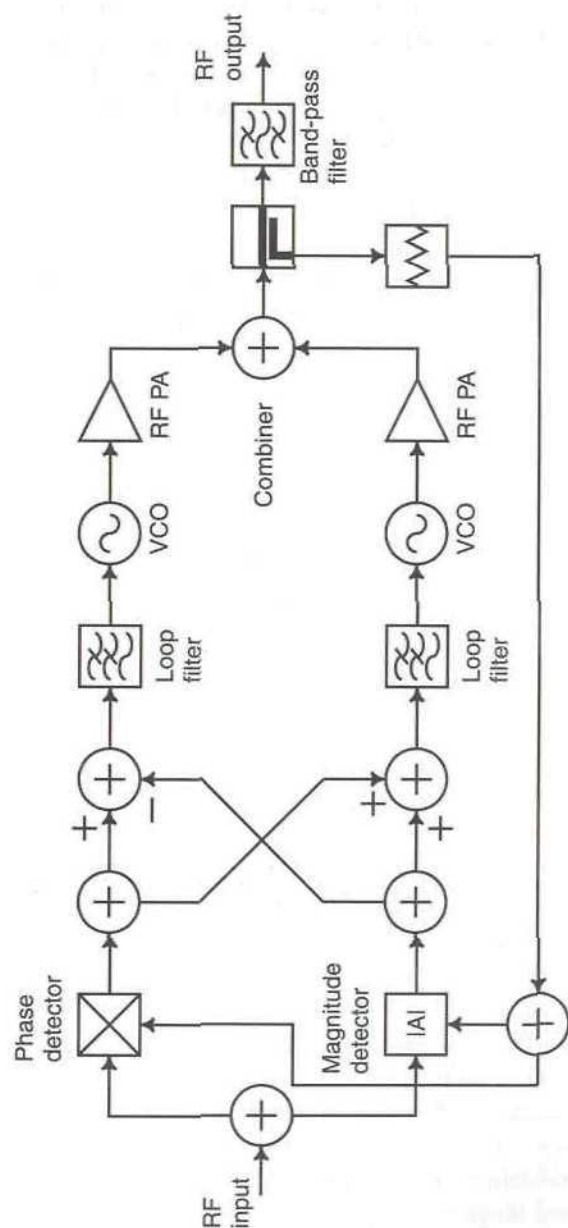 RF
input
Phase
detector
Magnitude
detector
|A|
+
−
+
+
Loop
filter
Loop
filter
VCO
VCO
RF PA
RF PA
Combiner
Band-pass
filter
RF
output